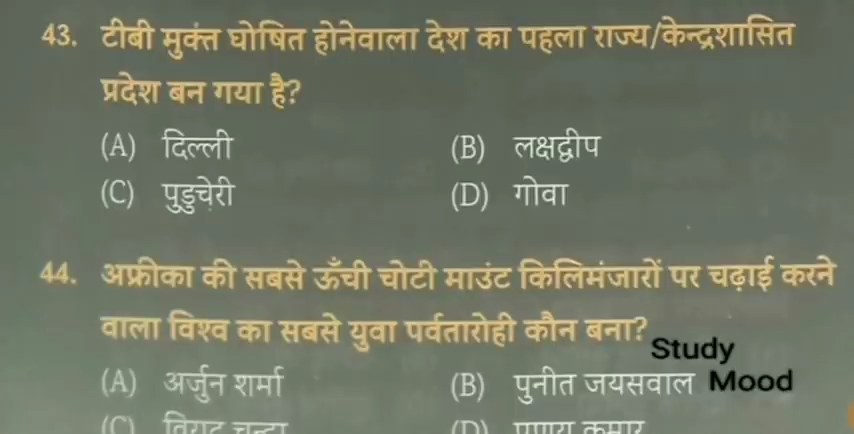 43. टीबी मुक्त घोषित होनेवाला देश का पहला राज्य/केन्द्रशासित
प्रदेश बन गया है?
(A) दिल्ली (B) लक्षद्वीप
(C) पुडुचेरी (D) गोवा
44. अफ्रीका की सबसे ऊँची चोटी माउंट किलिमंजारों पर चढ़ाई करने
वाला विश्व का सबसे युवा पर्वतारोही कौन बना?
Study
(A) अर्जुन शर्मा (B) पुनीत जयसवाल Mood
(C) (D)